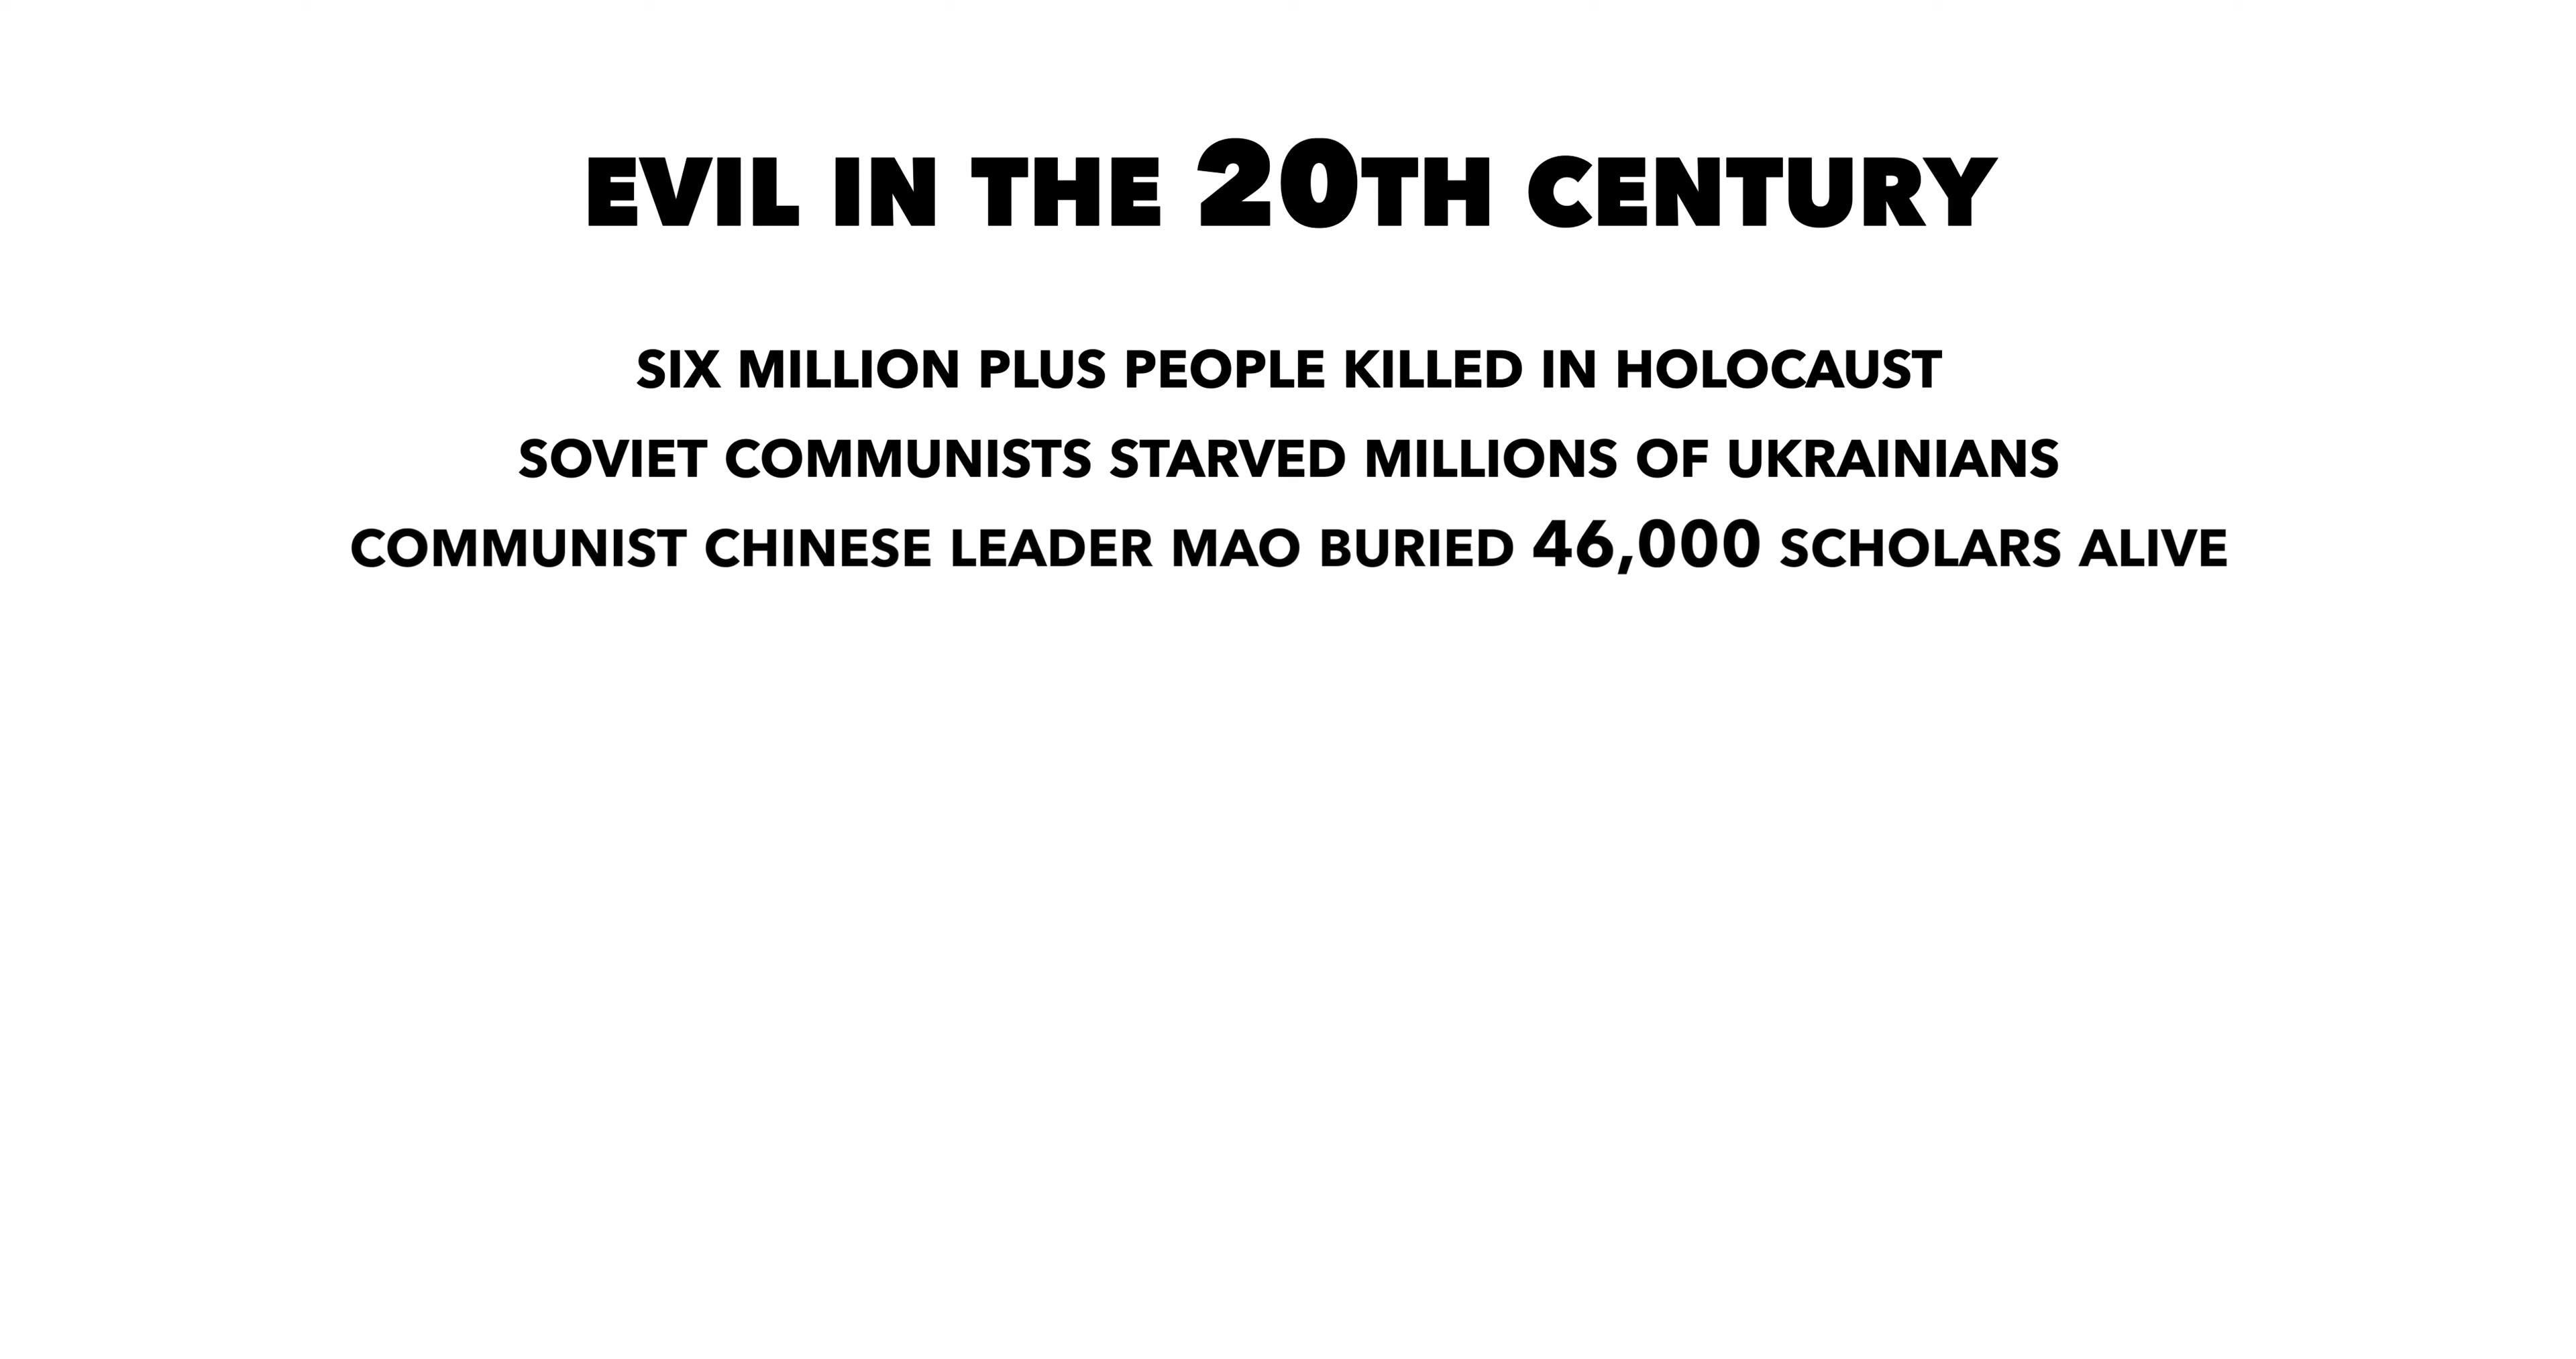 EVIL IN THE 20TH CENTURY
SIX MILLION PLUS PEOPLE KILLED IN HOLOCAUST
SOVIET COMMUNISTS STARVED MILLIONS OF UKRAINIANS
COMMUNIST CHINESE LEADER MAO BURIED 46,000 SCHOLARS ALIVE